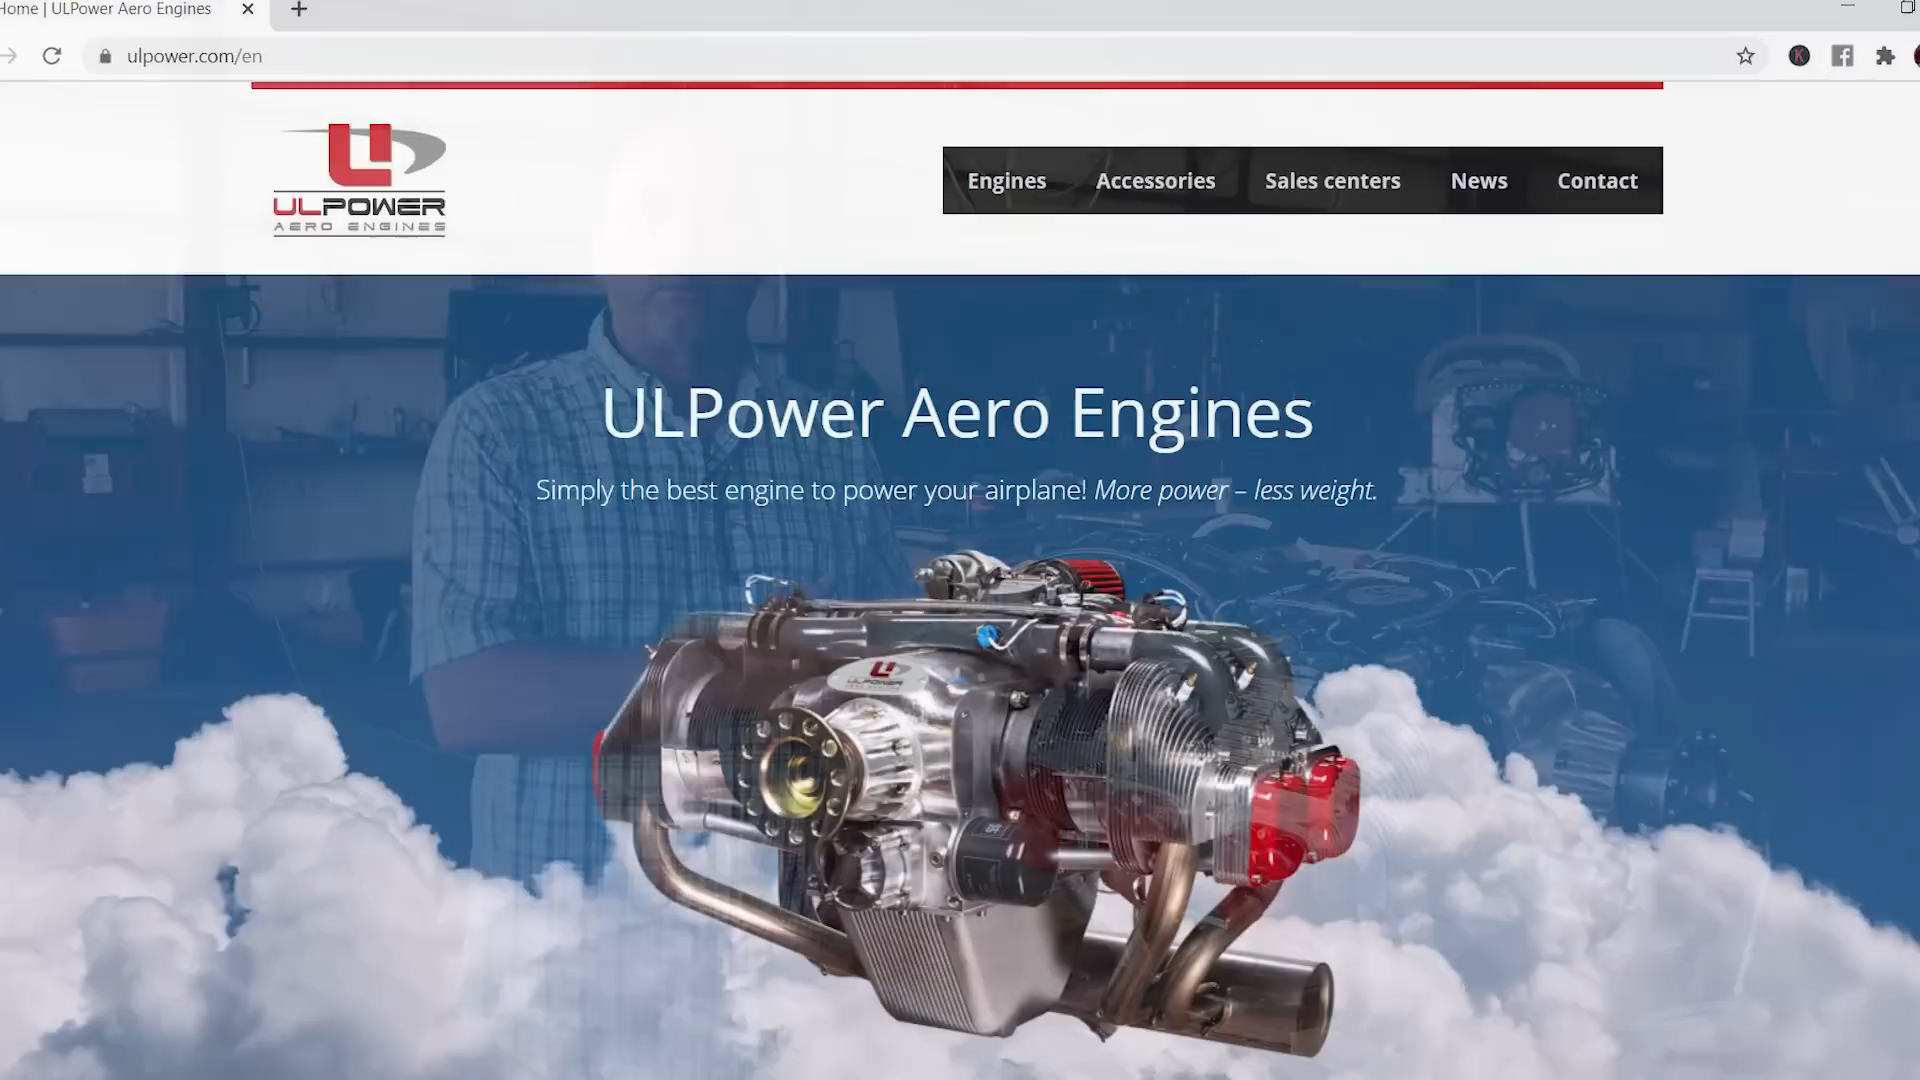 Home | ULPower Aero Engines
ulpower.com/en
ULPOWER
AERO ENGINES
Engines Accessories Sales centers News Contact
ULPower Aero Engines
Simply the best engine to power your airplane! More power – less weight.
ULPOWER